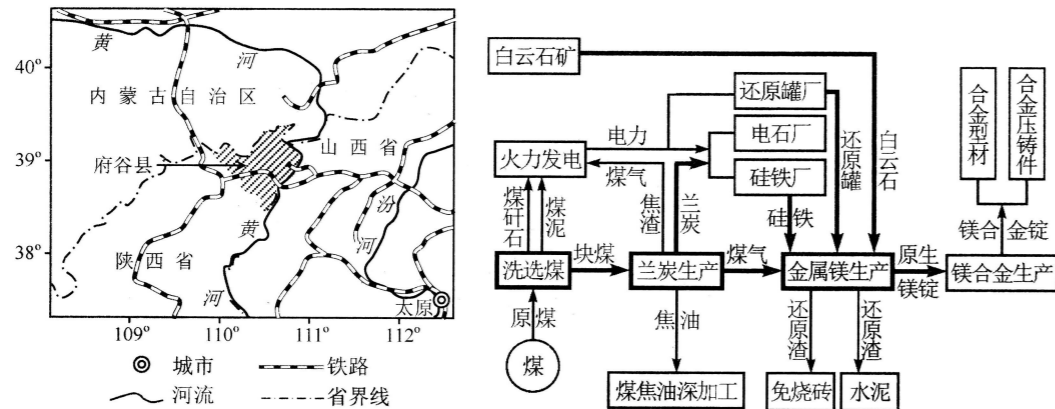 黄
河
40°
内蒙古自治区
39°
府谷县
山西省
汾
河
38°
陕西省
黄
河
太原
109°
110°
111°
112°
城市
铁路
河流
省界线
白云石矿
还原罐厂
电力
电石厂
火力发电
煤气
硅铁厂
煤矸石
煤泥
焦渣
兰炭
硅铁
还原罐
白云石
合金型材
合金压铸件
镁合金锭
洗选煤
块煤
兰炭生产
煤气
金属镁生产
原生镁锭
镁合金生产
原煤
煤
焦油
还原渣
还原渣
煤焦油深加工
免烧砖
水泥